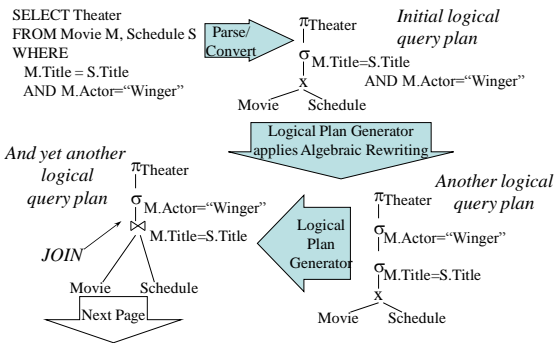 SELECT Theater
FROM Movie M, Schedule S
WHERE
M.Title = S.Title
AND M.Actor=“Winger”
Parse/
Convert
πTheater
σM.Title=S.Title
AND M.Actor=“Winger”
x
Movie Schedule
Initial logical
query plan
Logical Plan Generator
applies Algebraic Rewriting
Another logical
query plan
πTheater
σM.Actor=“Winger”
σM.Title=S.Title
x
Movie Schedule
Logical
Plan
Generator
And yet another
logical
query plan
πTheater
σM.Actor=“Winger”
⋈ M.Title=S.Title
JOIN
Movie Schedule
Next Page